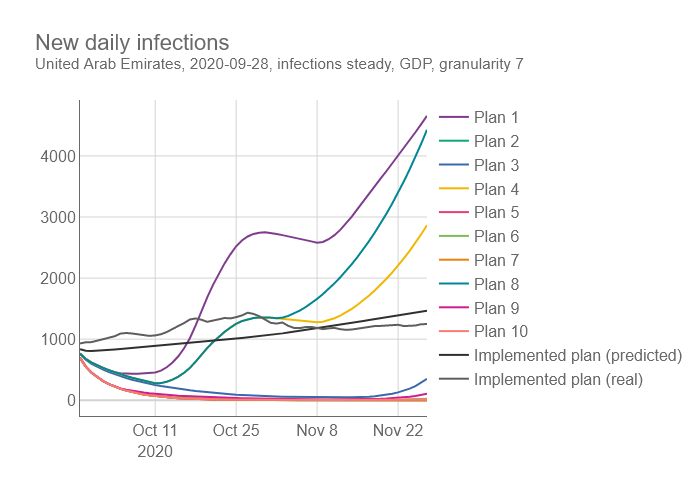 New daily infections
United Arab Emirates, 2020-09-28, infections steady, GDP, granularity 7
4000
3000
2000
1000
0
Oct 11
2020
Oct 25
Nov 8
Nov 22
Plan 1
Plan 2
Plan 3
Plan 4
Plan 5
Plan 6
Plan 7
Plan 8
Plan 9
Plan 10
Implemented plan (predicted)
Implemented plan (real)